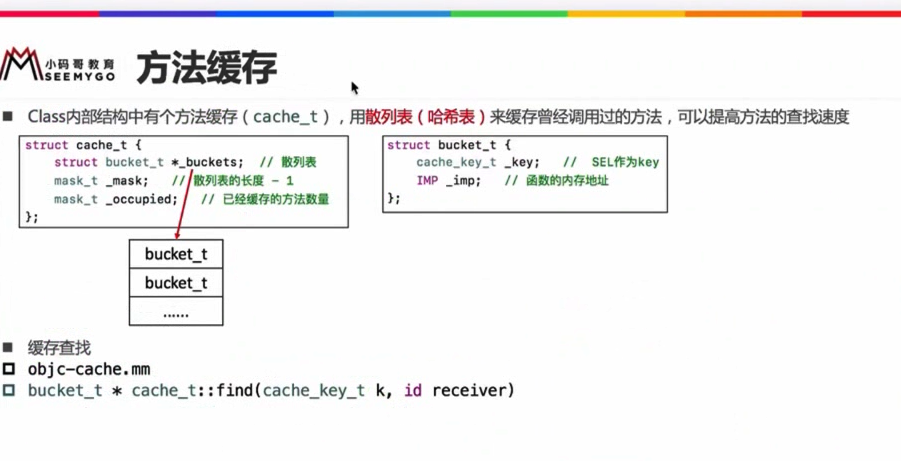 小码哥教育
SEEMYGO
方法缓存
Class内部结构中有个方法缓存（cache_t），用散列表（哈希表）来缓存曾经调用过的方法，可以提高方法的查找速度
struct cache_t {
struct bucket_t *_buckets; // 散列表
mask_t _mask; // 散列表的长度 - 1
mask_t _occupied; // 已经缓存的方法数量
};
struct bucket_t {
cache_key_t _key; // SEL作为key
IMP _imp; // 函数的内存地址
};
bucket_t
bucket_t
......
缓存查找
objc-cache.mm
bucket_t * cache_t::find(cache_key_t k, id receiver)